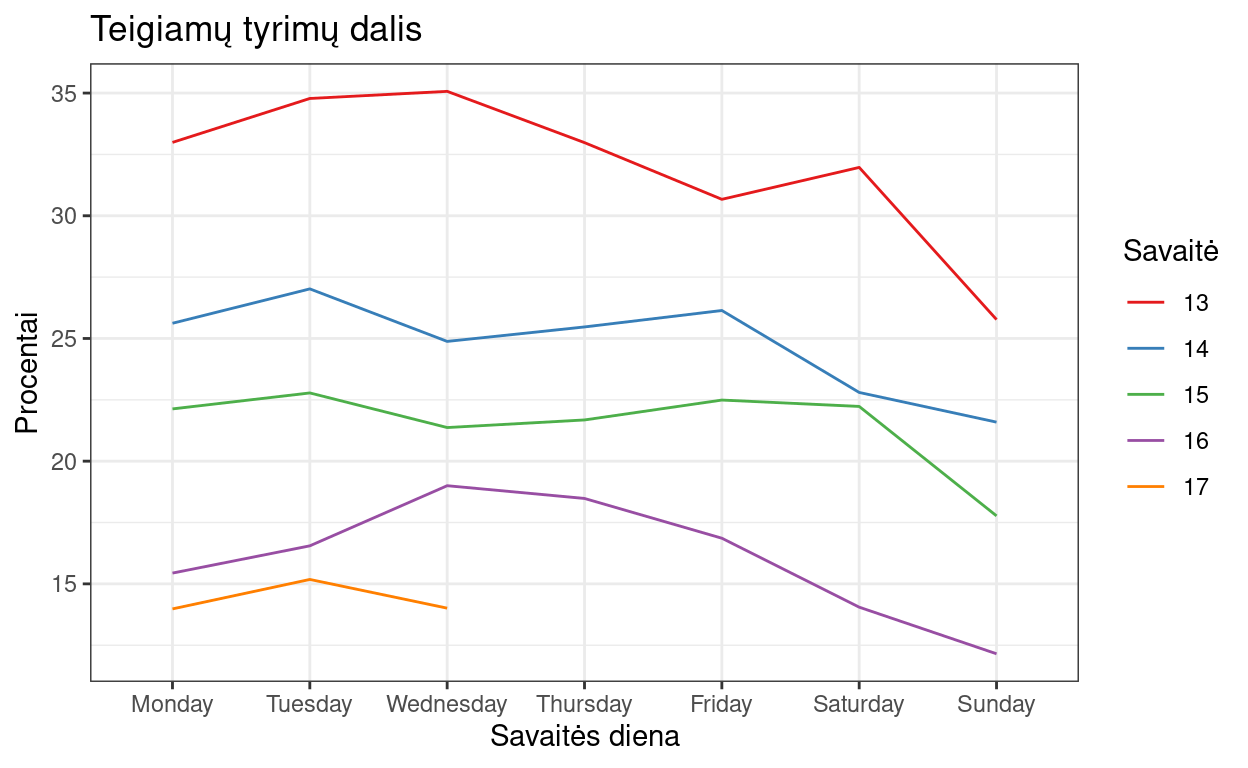 Teigiamų tyrimų dalis
Procentai
35
30
25
20
15
Monday Tuesday Wednesday Thursday Friday Saturday Sunday
Savaitės diena
Savaitė
13
14
15
16
17